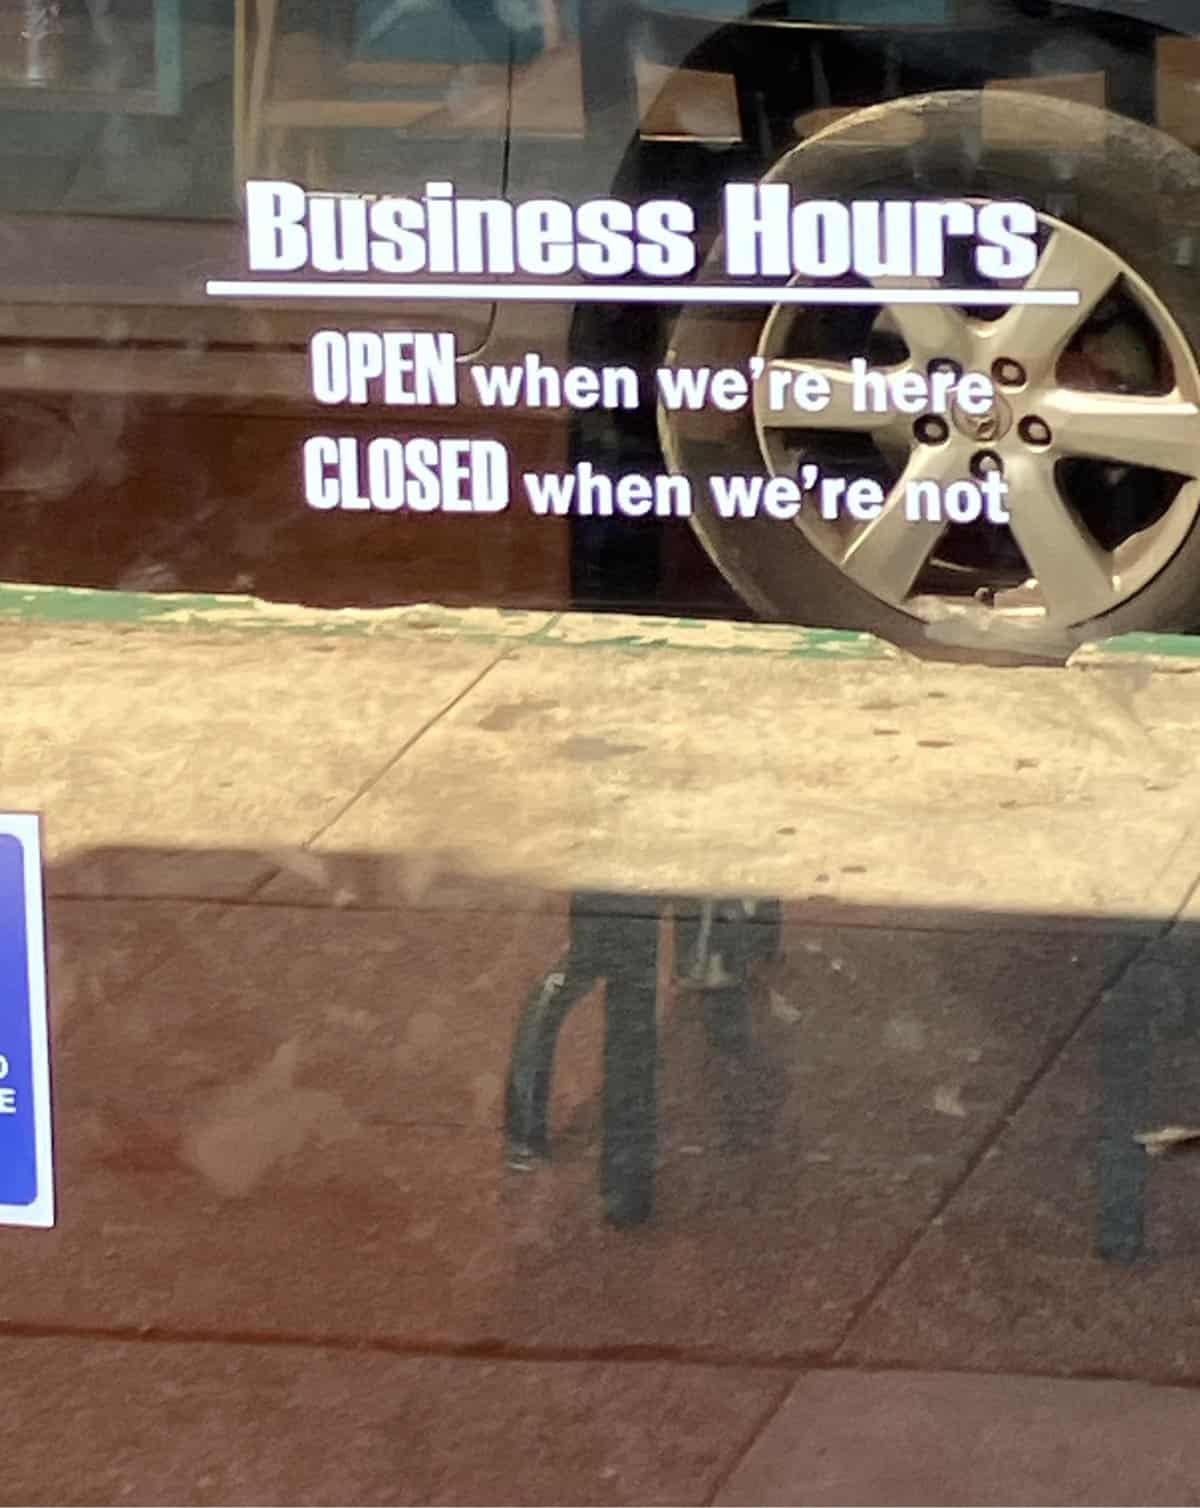 Business Hours
OPEN when we're here
CLOSED when we're not
E